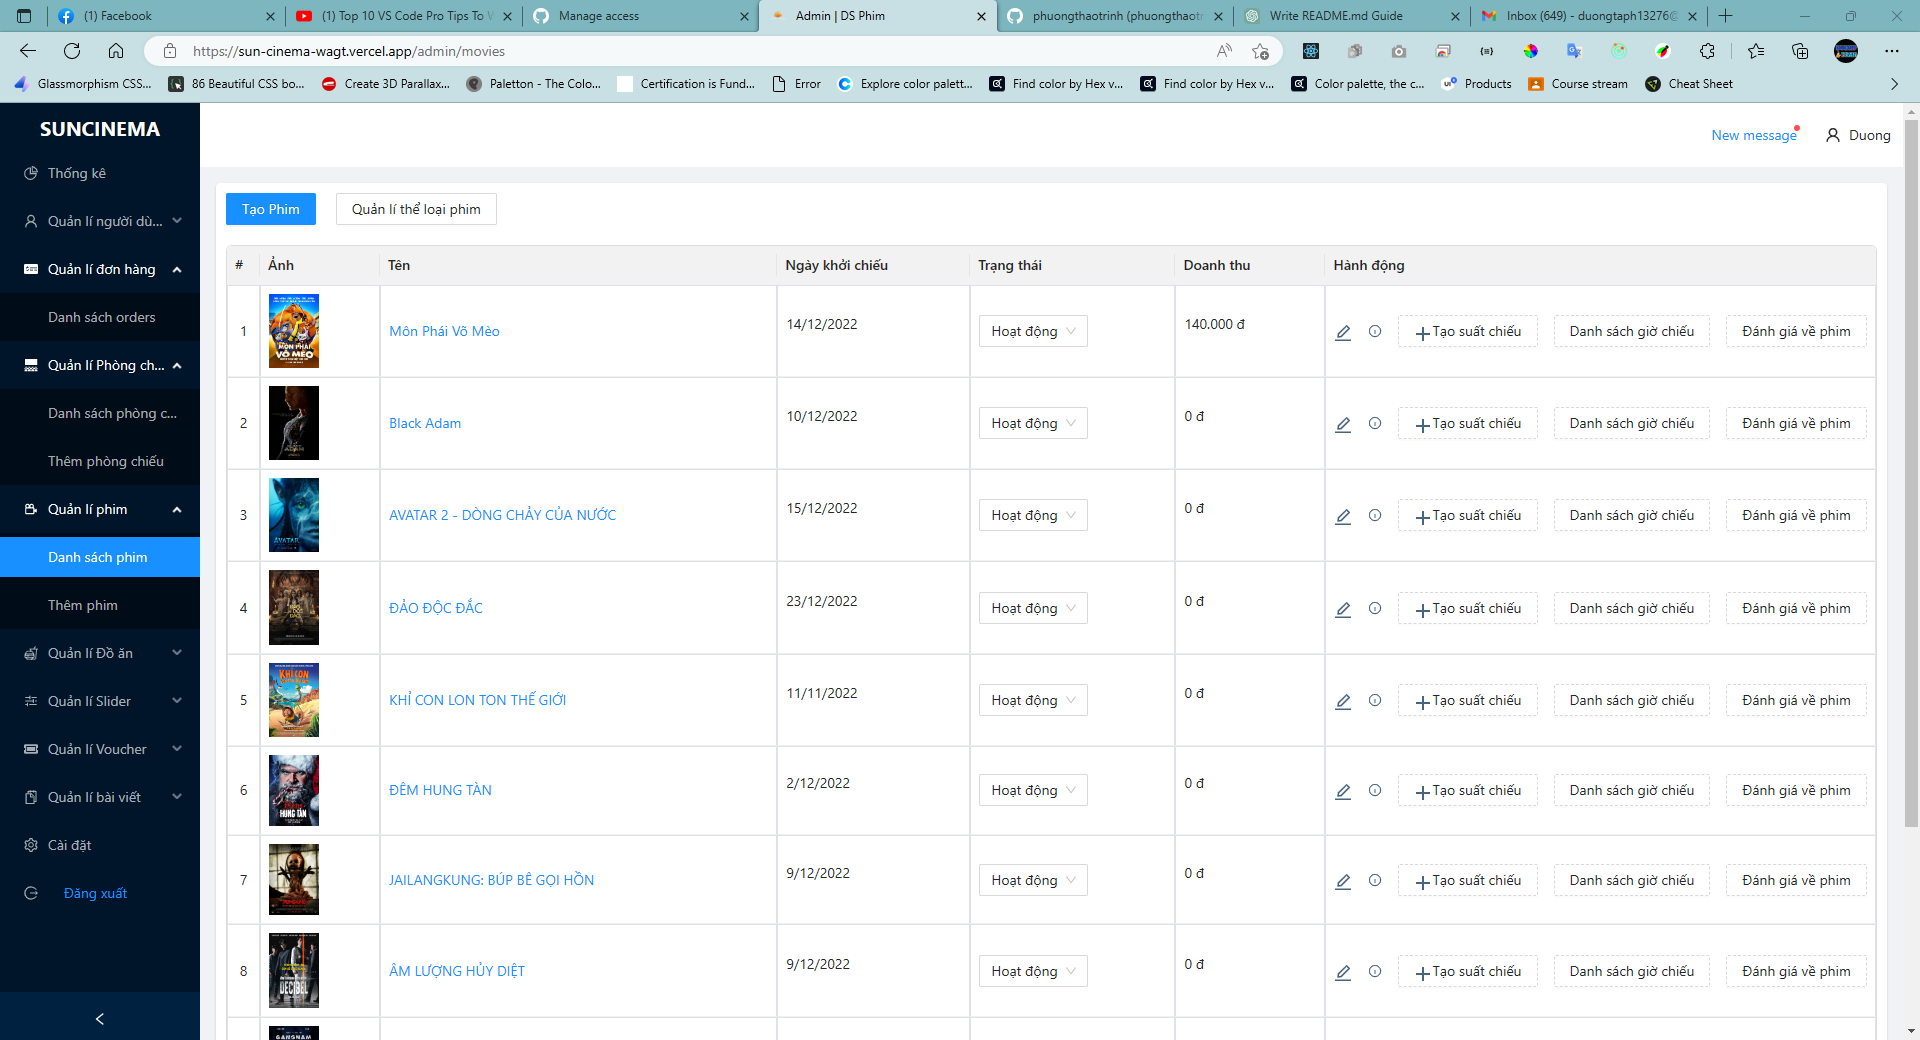 (1) Facebook
(1) Top 10 VS Code Pro Tips To
Manage access
Admin | DS Phim
phuongthaotrinh (phuongthaotr
Write README.md Guide
Inbox (649) - duongtaph13276@
https://sun-cinema-wagt.vercel.app/admin/movies
Glassmorphism CSS...
86 Beautiful CSS bo...
Create 3D Parallax...
Paletton - The Colo...
Certification is Fund...
Error
Explore color palett...
Find color by Hex v...
Find color by Hex v...
Color palette, the c...
Products
Course stream
Cheat Sheet
SUNCINEMA
Thống kê
Quản lí người dù...
Quản lí đơn hàng
Danh sách orders
Quản lí Phòng ch...
Danh sách phòng c...
Thêm phòng chiếu
Quản lí phim
Danh sách phim
Thêm phim
Quản lí Đồ ăn
Quản lí Slider
Quản lí Voucher
Quản lí bài viết
Cài đặt
Đăng xuất
New message
Duong
Tạo Phim
Quản lí thể loại phim
# Ảnh Tên Ngày khởi chiếu Trạng thái Doanh thu Hành động
1 Môn Phái Võ Mèo 14/12/2022 Hoạt động 140.000 đ Tạo suất chiếu Danh sách giờ chiếu Đánh giá về phim
2 Black Adam 10/12/2022 Hoạt động 0 đ Tạo suất chiếu Danh sách giờ chiếu Đánh giá về phim
3 AVATAR 2 - DÒNG CHẢY CỦA NƯỚC 15/12/2022 Hoạt động 0 đ Tạo suất chiếu Danh sách giờ chiếu Đánh giá về phim
4 ĐẢO ĐỘC ĐẮC 23/12/2022 Hoạt động 0 đ Tạo suất chiếu Danh sách giờ chiếu Đánh giá về phim
5 KHỈ CON LON TON THẾ GIỚI 11/11/2022 Hoạt động 0 đ Tạo suất chiếu Danh sách giờ chiếu Đánh giá về phim
6 ĐÊM HUNG TÀN 2/12/2022 Hoạt động 0 đ Tạo suất chiếu Danh sách giờ chiếu Đánh giá về phim
7 JAILANGKUNG: BÚP BÊ GỌI HỒN 9/12/2022 Hoạt động 0 đ Tạo suất chiếu Danh sách giờ chiếu Đánh giá về phim
8 ÂM LƯỢNG HỦY DIỆT 9/12/2022 Hoạt động 0 đ Tạo suất chiếu Danh sách giờ chiếu Đánh giá về phim
MÔN PHÁI
VÕ MÈO
AVATAR
KHỈ CON
HUNG TÀN
DECIBEL
GANGNAM